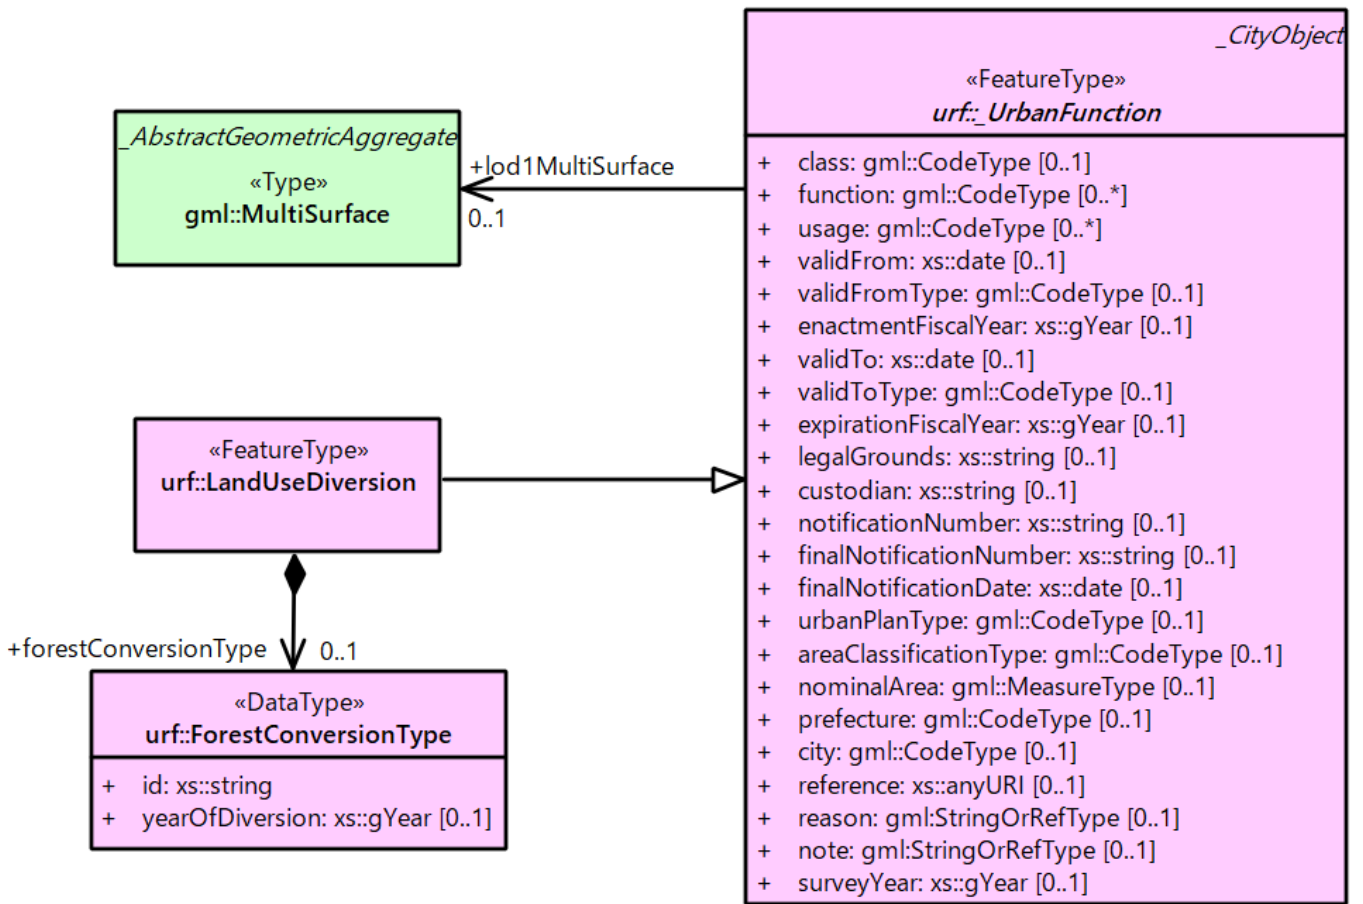 _AbstractGeometricAggregate
«Type»
gml::MultiSurface
+lod1MultiSurface
0..1
«FeatureType»
urf::LandUseDiversion
+forestConversionType
0..1
«DataType»
urf::ForestConversionType
+ id: xs::string
+ yearOfDiversion: xs::gYear [0..1]
_CityObject
«FeatureType»
urf::_UrbanFunction
+ class: gml::CodeType [0..1]
+ function: gml::CodeType [0..*]
+ usage: gml::CodeType [0..*]
+ validFrom: xs::date [0..1]
+ validFromType: gml::CodeType [0..1]
+ enactmentFiscalYear: xs::gYear [0..1]
+ validTo: xs::date [0..1]
+ validToType: gml::CodeType [0..1]
+ expirationFiscalYear: xs::gYear [0..1]
+ legalGrounds: xs::string [0..1]
+ custodian: xs::string [0..1]
+ notificationNumber: xs::string [0..1]
+ finalNotificationNumber: xs::string [0..1]
+ finalNotificationDate: xs::date [0..1]
+ urbanPlanType: gml::CodeType [0..1]
+ areaClassificationType: gml::CodeType [0..1]
+ nominalArea: gml::MeasureType [0..1]
+ prefecture: gml::CodeType [0..1]
+ city: gml::CodeType [0..1]
+ reference: xs::anyURI [0..1]
+ reason: gml:StringOrRefType [0..1]
+ note: gml:StringOrRefType [0..1]
+ surveyYear: xs::gYear [0..1]